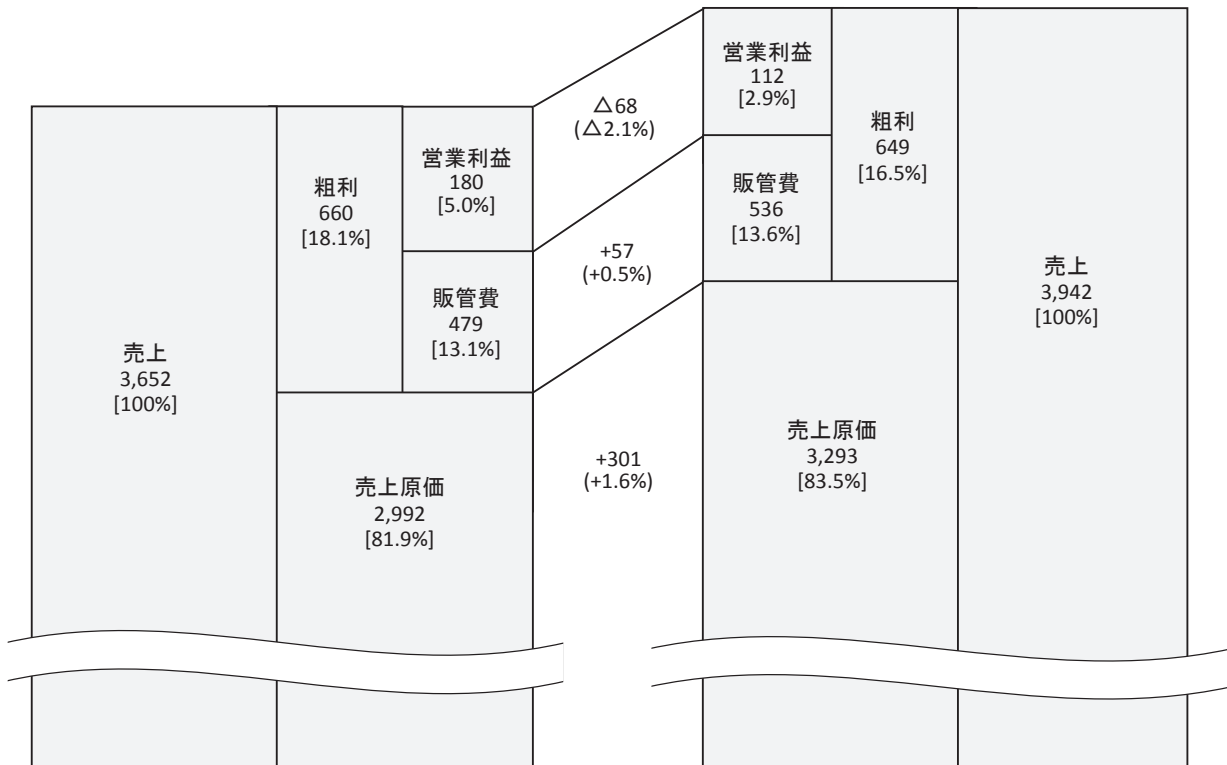 売上
3,652
[100%]
粗利
660
[18.1%]
営業利益
180
[5.0%]
販管費
479
[13.1%]
売上原価
2,992
[81.9%]
△68
(△2.1%)
+57
(+0.5%)
+301
(+1.6%)
営業利益
112
[2.9%]
販管費
536
[13.6%]
粗利
649
[16.5%]
売上原価
3,293
[83.5%]
売上
3,942
[100%]